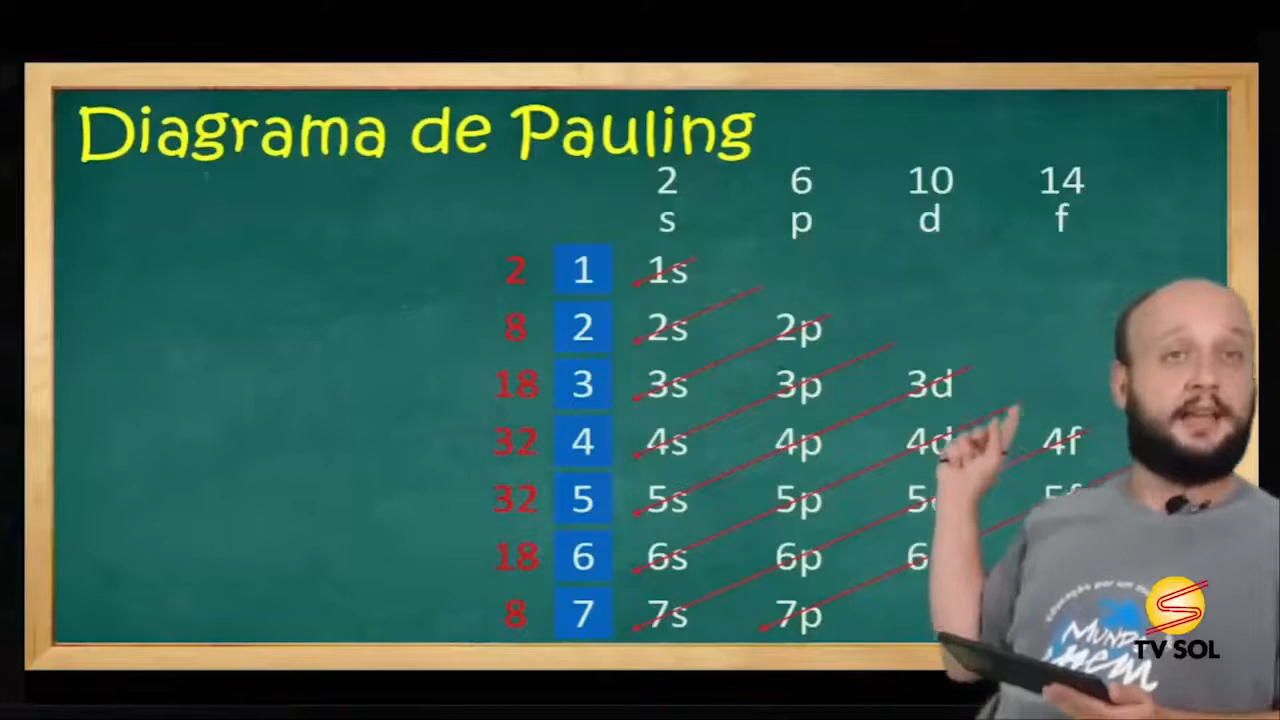 Diagrama de Pauling
2 6 10 14
s p d f
2 1 1s
8 2 2s 2p
18 3 3s 3p 3d
32 4 4s 4p 4d 4f
32 5 5s 5p
18 6 6s 6p
8 7 7s 7p
TV SOL